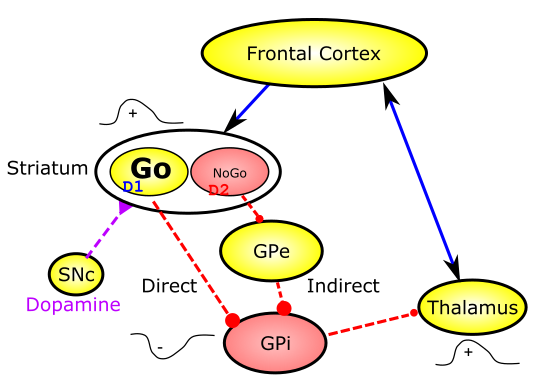 Frontal Cortex
+
Striatum
Go
D1
NoGo
D2
SNc
Dopamine
GPe
Direct
Indirect
Thalamus
GPi
-
+